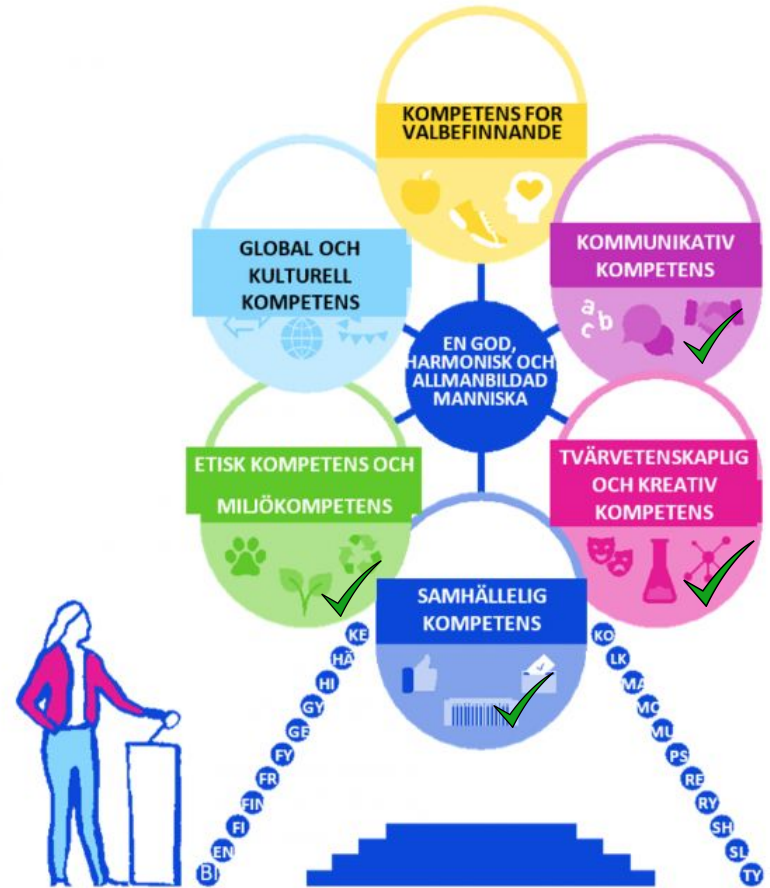 KOMPETENS FOR
VALBEFINNANDE
GLOBAL OCH
KULTURELL
KOMPETENS
KOMMUNIKATIV
KOMPETENS
a
b
c
EN GOD,
HARMONISK OCH
ALLMANBILDAD
MANNISKA
ETISK KOMPETENS OCH
MILJÖKOMPETENS
TVÄRVETENSKAPLIG
OCH KREATIV
KOMPETENS
SAMHÄLLELIG
KOMPETENS
KE
HÄ
HI
GY
GE
FY
FR
FIN
FI
EN
BI
KO
LK
MA
MO
MU
PS
RE
RY
SH
SL
TY